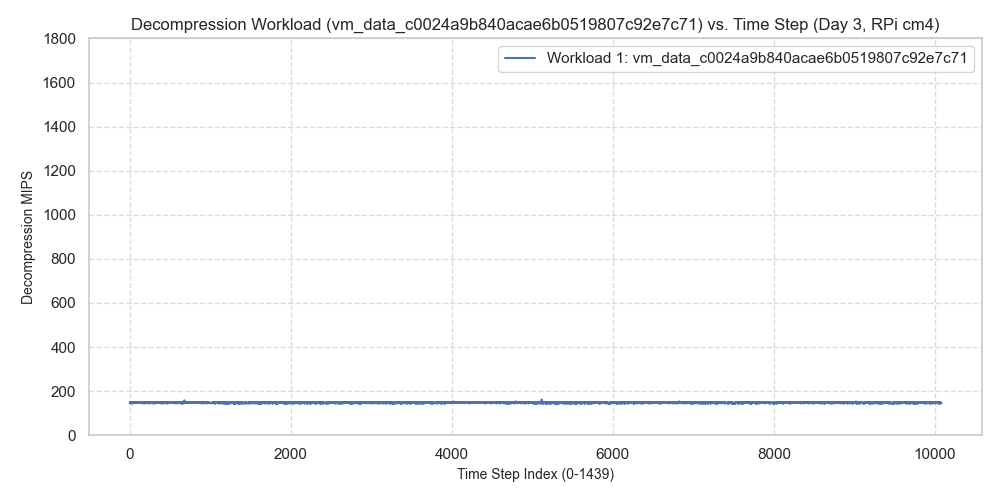 Decompression Workload (vm_data_c0024a9b840acae6b0519807c92e7c71) vs. Time Step (Day 3, RPi cm4)
Workload 1: vm_data_c0024a9b840acae6b0519807c92e7c71
Decompression MIPS
1800
1600
1400
1200
1000
800
600
400
200
0
0 2000 4000 6000 8000 10000
Time Step Index (0-1439)